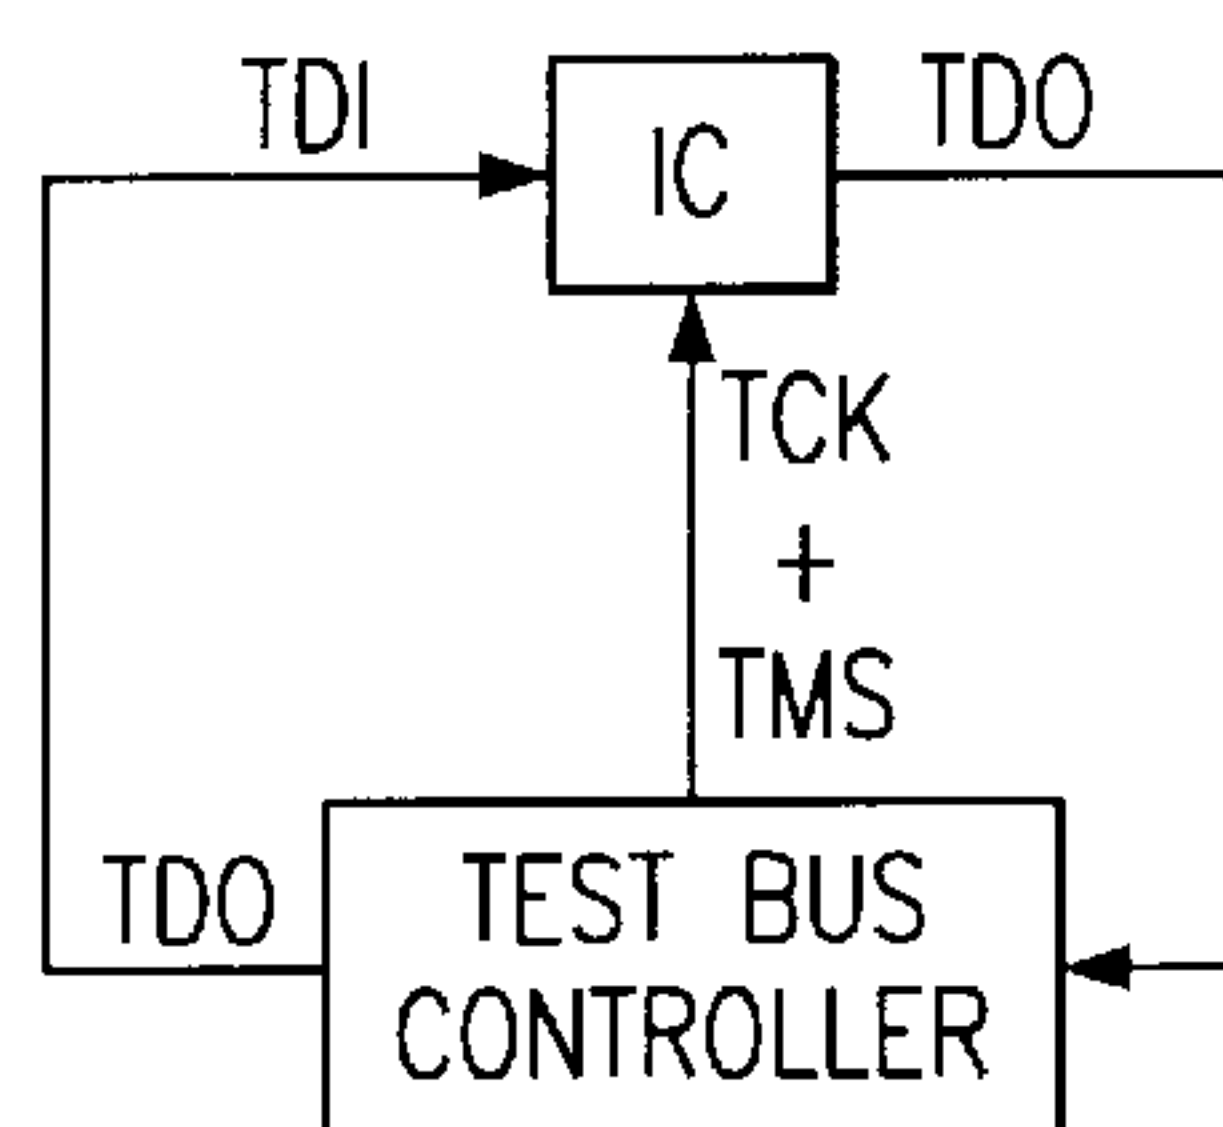 TDI
IC
TDO
TCK
+
TMS
TDO
TEST BUS
CONTROLLER